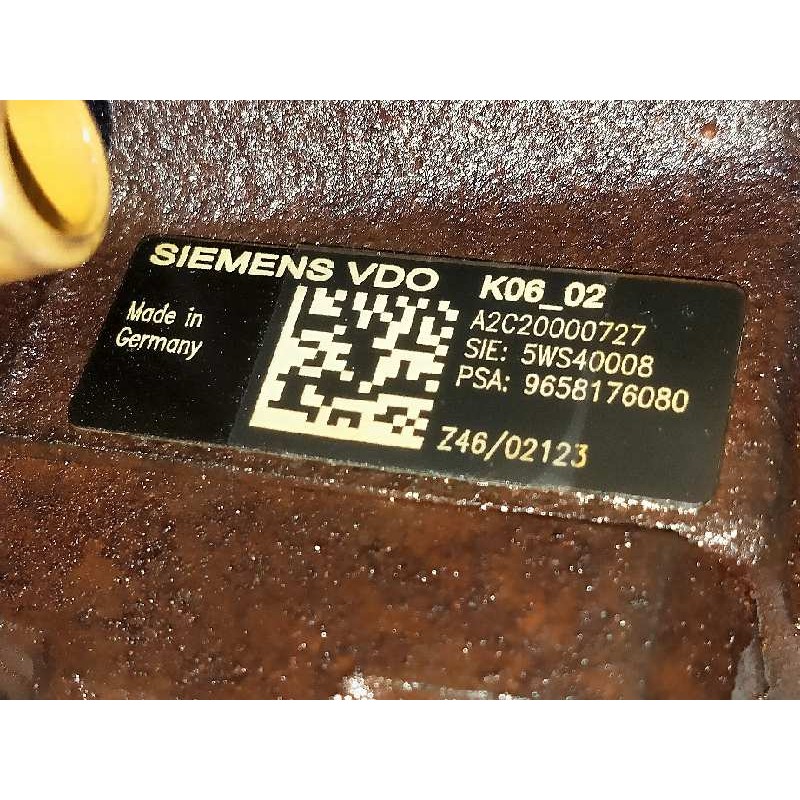 SIEMENS VDO
Made in
Germany
K06_02
A2C20000727
SIE: 5WS40008
PSA: 9658176080
Z46/02123